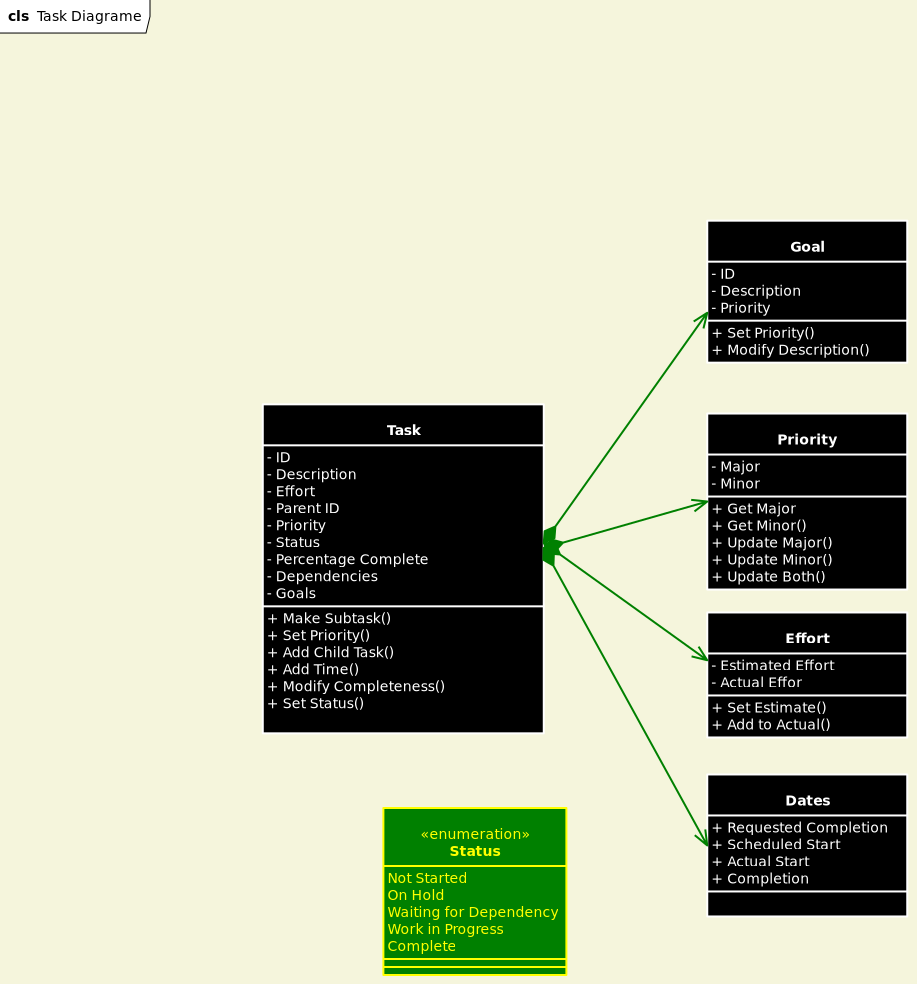 cls Task Diagrame
Goal
- ID
- Description
- Priority
+ Set Priority()
+ Modify Description()
Task
- ID
- Description
- Effort
- Parent ID
- Priority
- Status
- Percentage Complete
- Dependencies
- Goals
+ Make Subtask()
+ Set Priority()
+ Add Child Task()
+ Add Time()
+ Modify Completeness()
+ Set Status()
Priority
- Major
- Minor
+ Get Major
+ Get Minor()
+ Update Major()
+ Update Minor()
+ Update Both()
Effort
- Estimated Effort
- Actual Effor
+ Set Estimate()
+ Add to Actual()
Dates
+ Requested Completion
+ Scheduled Start
+ Actual Start
+ Completion
«enumeration»
Status
Not Started
On Hold
Waiting for Dependency
Work in Progress
Complete